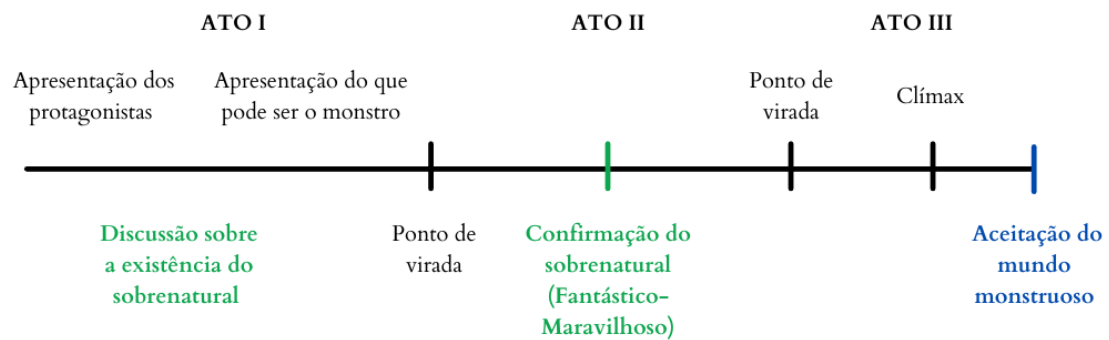 ATO I
ATO II
ATO III
Apresentação dos
protagonistas
Apresentação do que
pode ser o monstro
Ponto de
virada
Clímax
Discussão sobre
a existência do
sobrenatural
Ponto de
virada
Confirmação do
sobrenatural
(Fantástico-
Maravilhoso)
Aceitação do
mundo
monstruoso